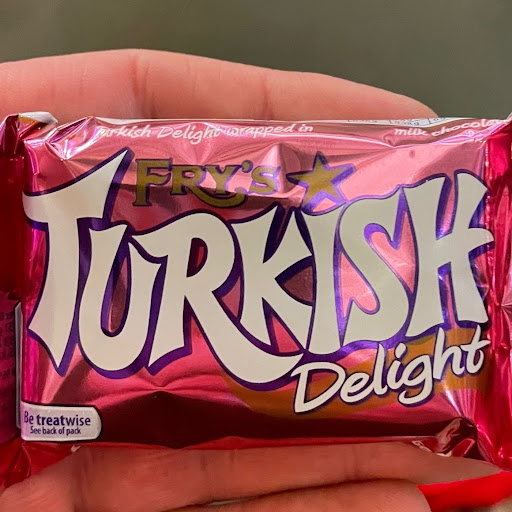 Turkish Delight wrapped in milk chocolate
FRY'S
TURKISH
Delight
Be treatwise
See back of pack